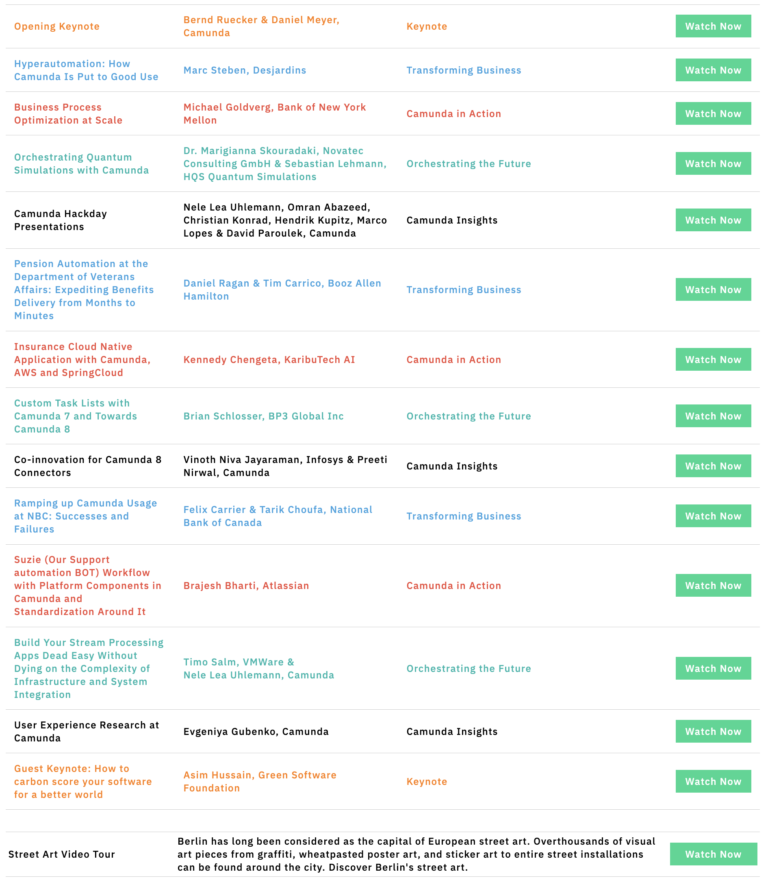 Opening Keynote
Bernd Ruecker & Daniel Meyer,
Camunda
Keynote
Watch Now
Hyperautomation: How
Camunda Is Put to Good Use
Marc Steben, Desjardins
Transforming Business
Watch Now
Business Process
Optimization at Scale
Michael Goldverg, Bank of New York
Mellon
Camunda in Action
Watch Now
Orchestrating Quantum
Simulations with Camunda
Dr. Marigianna Skouradaki, Novatec
Consulting GmbH & Sebastian Lehmann,
HQS Quantum Simulations
Orchestrating the Future
Watch Now
Camunda Hackday
Presentations
Nele Lea Uhlemann, Omran Abazeed,
Christian Konrad, Hendrik Kupitz, Marco
Lopes & David Paroulek, Camunda
Camunda Insights
Watch Now
Pension Automation at the
Department of Veterans
Affairs: Expediting Benefits
Delivery from Months to
Minutes
Daniel Ragan & Tim Carrico, Booz Allen
Hamilton
Transforming Business
Watch Now
Insurance Cloud Native
Application with Camunda,
AWS and SpringCloud
Kennedy Chengeta, KaribuTech AI
Camunda in Action
Watch Now
Custom Task Lists with
Camunda 7 and Towards
Camunda 8
Brian Schlosser, BP3 Global Inc
Orchestrating the Future
Watch Now
Co-innovation for Camunda 8
Connectors
Vinoth Niva Jayaraman, Infosys & Preeti
Nirwal, Camunda
Camunda Insights
Watch Now
Ramping up Camunda Usage
at NBC: Successes and
Failures
Felix Carrier & Tarik Choufa, National
Bank of Canada
Transforming Business
Watch Now
Suzie (Our Support
automation BOT) Workflow
with Platform Components in
Camunda and
Standardization Around It
Brajesh Bharti, Atlassian
Camunda in Action
Watch Now
Build Your Stream Processing
Apps Dead Easy Without
Dying on the Complexity of
Infrastructure and System
Integration
Timo Salm, VMWare &
Nele Lea Uhlemann, Camunda
Orchestrating the Future
Watch Now
User Experience Research at
Camunda
Evgeniya Gubenko, Camunda
Camunda Insights
Watch Now
Guest Keynote: How to
carbon score your software
for a better world
Asim Hussain, Green Software
Foundation
Keynote
Watch Now
Street Art Video Tour
Berlin has long been considered as the capital of European street art. Overthousands of visual
art pieces from graffiti, wheatpasted poster art, and sticker art to entire street installations
can be found around the city. Discover Berlin's street art.
Watch Now